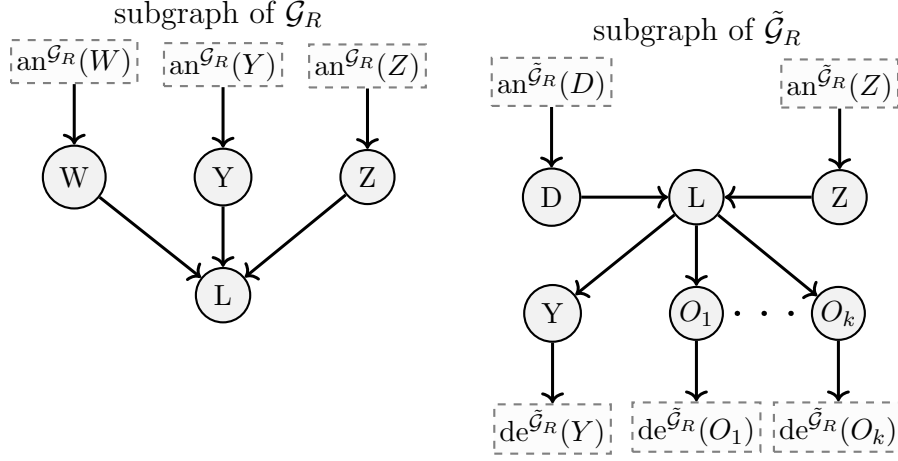 subgraph of 𝒢_R
an^{𝒢_R}(W) an^{𝒢_R}(Y) an^{𝒢_R}(Z)
W Y Z
L
subgraph of 𝒢̃_R
an^{𝒢̃_R}(D) an^{𝒢̃_R}(Z)
D L Z
Y O_1 · · · O_k
de^{𝒢̃_R}(Y) de^{𝒢̃_R}(O_1) de^{𝒢̃_R}(O_k)